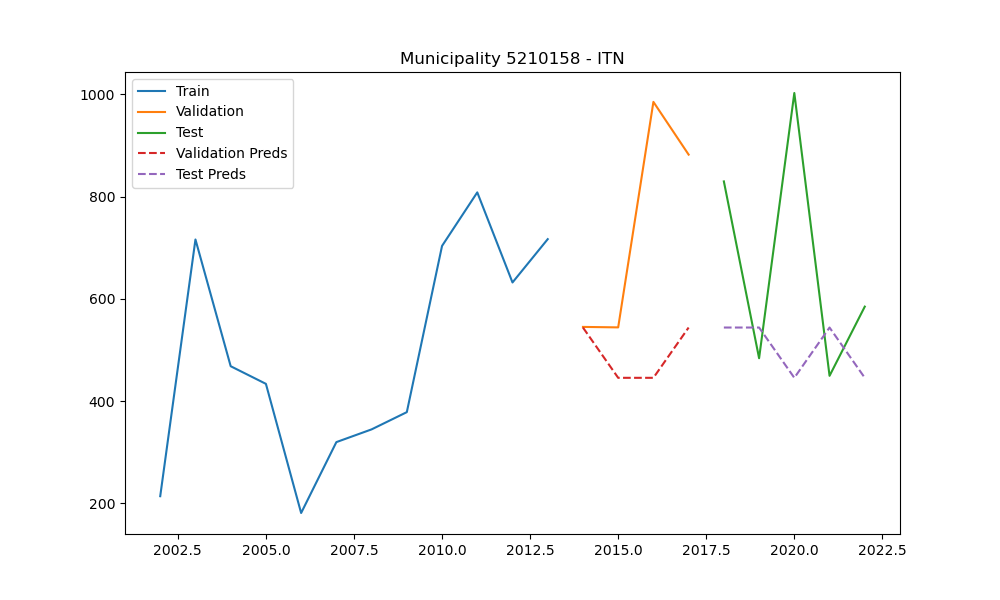 Municipality 5210158 - ITN
Train
Validation
Test
Validation Preds
Test Preds
1000
800
600
400
200
2002.5 2005.0 2007.5 2010.0 2012.5 2015.0 2017.5 2020.0 2022.5